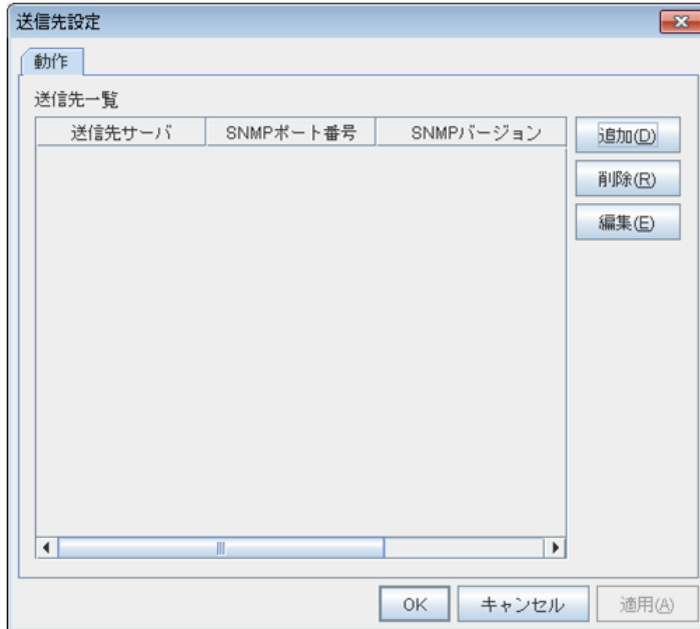 送信先設定
動作
送信先一覧
送信先サーバ SNMPポート番号 SNMPバージョン
追加(D)
削除(R)
編集(E)
OK キャンセル 適用(A)